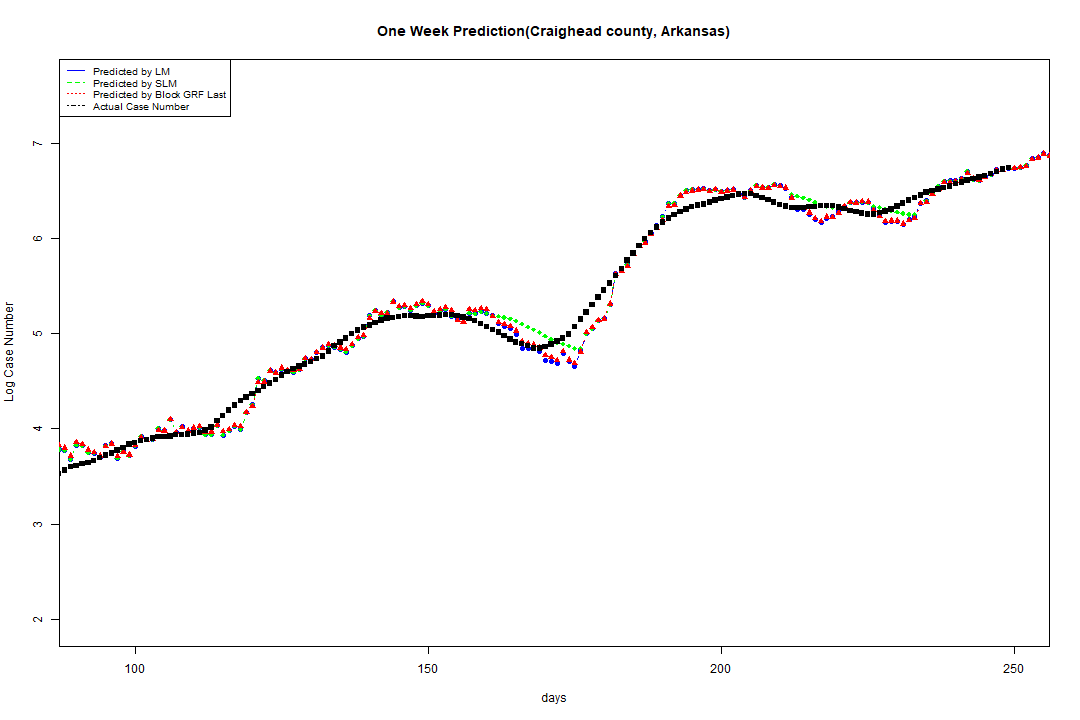 One Week Prediction(Craighead county, Arkansas)
Predicted by LM
Predicted by SLM
Predicted by Block GRF Last
Actual Case Number
7
6
5
4
3
2
Log Case Number
100 150 200 250
days